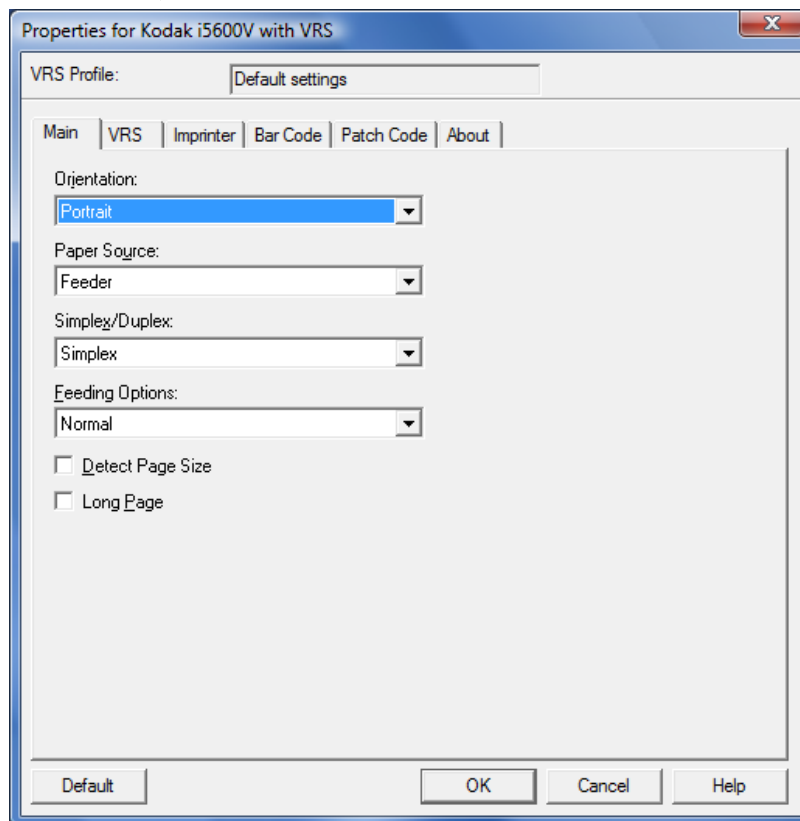 Properties for Kodak i5600V with VRS
VRS Profile: Default settings
Main VRS Imprinter Bar Code Patch Code About
Orientation:
Portrait
Paper Source:
Feeder
Simplex/Duplex:
Simplex
Feeding Options:
Normal
Detect Page Size
Long Page
Default OK Cancel Help